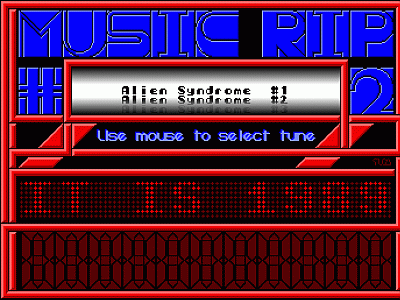 MUSIC RIP
#2
Alien Syndrome #1
Alien Syndrome #2
Use mouse to select tune
IT IS 1989